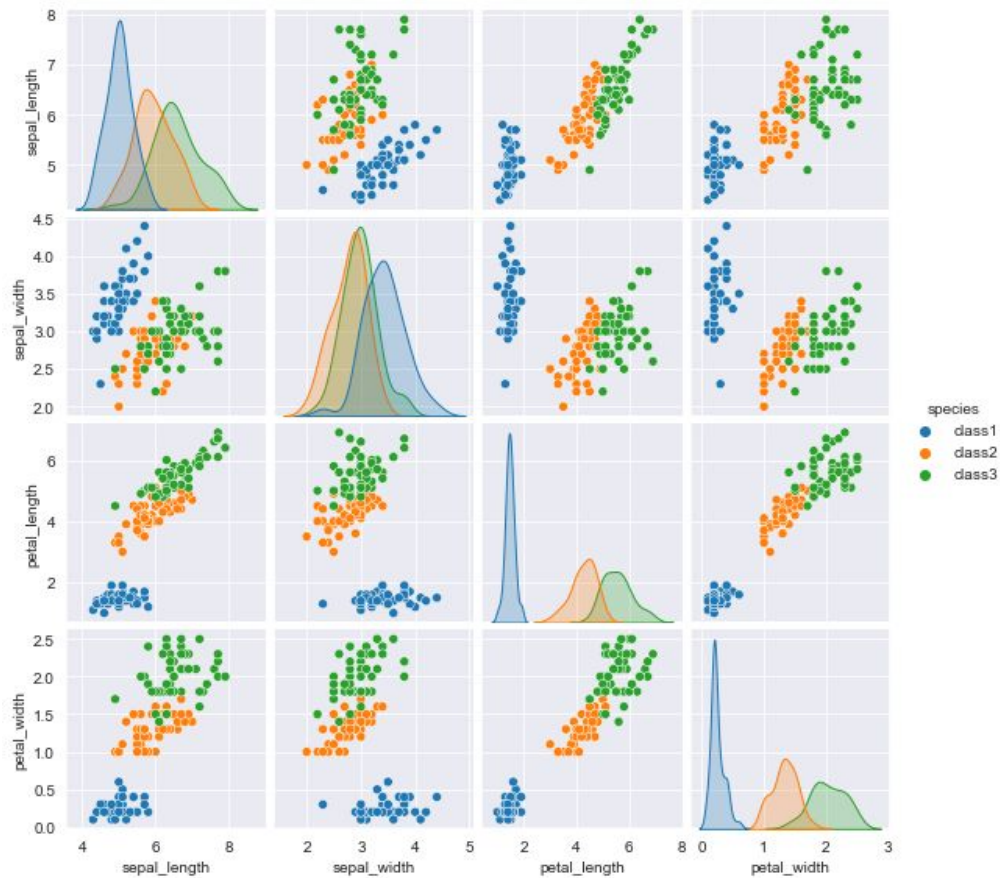 8
7
6
5
sepal_length
4.5
4.0
3.5
3.0
2.5
2.0
sepal_width
species
class1
class2
class3
6
4
2
petal_length
2.5
2.0
1.5
1.0
0.5
0.0
petal_width
4 6 8
2 3 4 5
2 4 6 8
0 1 2 3
sepal_length
sepal_width
petal_length
petal_width